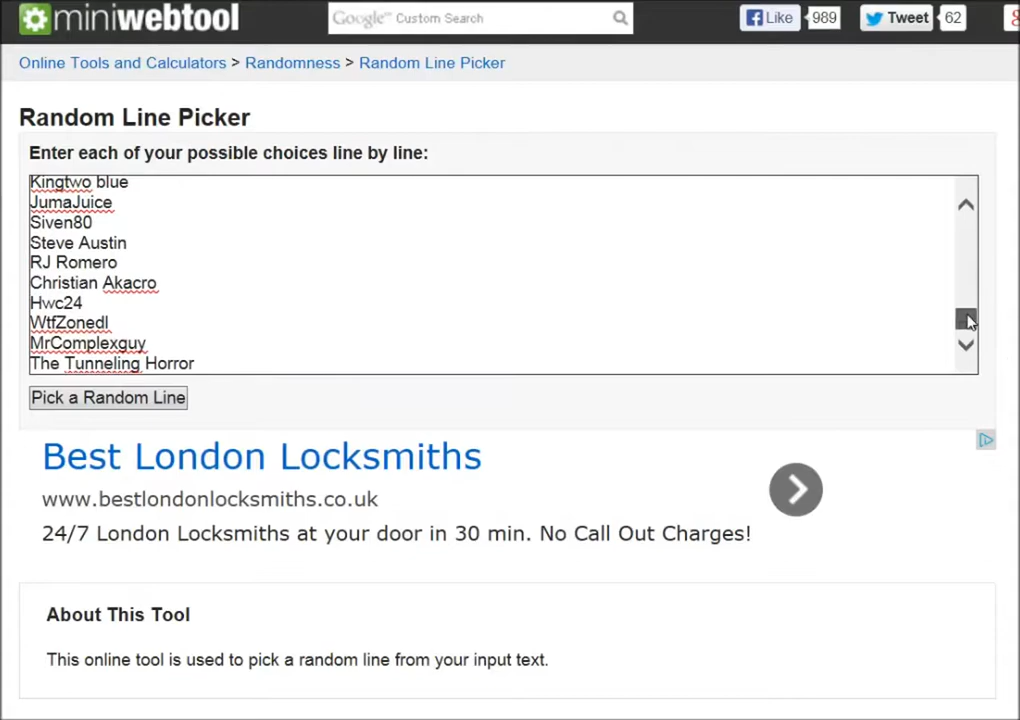 miniwebtool
Google™ Custom Search
Like
989
Tweet
62
Online Tools and Calculators > Randomness > Random Line Picker
Random Line Picker
Enter each of your possible choices line by line:
Kingtwo blue
JumaJuice
Siven80
Steve Austin
RJ Romero
Christian Akacro
Hwc24
WtfZonedl
MrComplexguy
The Tunneling Horror
Pick a Random Line
Best London Locksmiths
www.bestlondonlocksmiths.co.uk
24/7 London Locksmiths at your door in 30 min. No Call Out Charges!
About This Tool
This online tool is used to pick a random line from your input text.